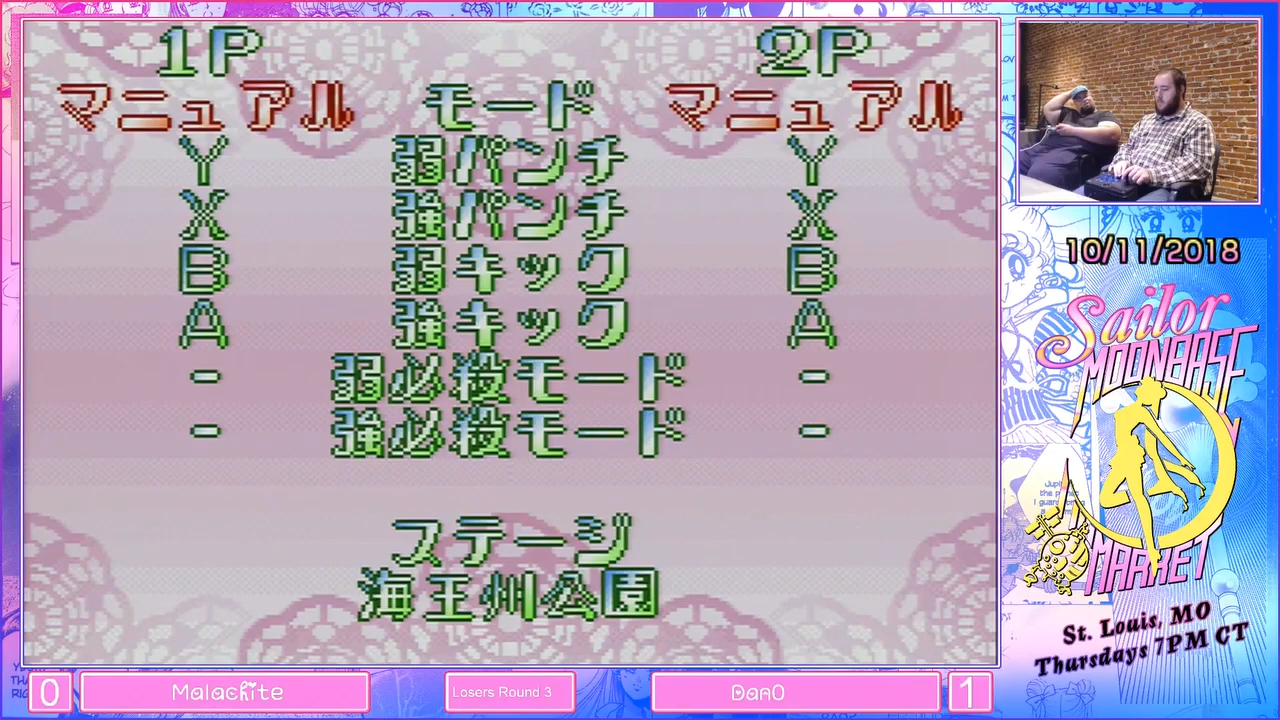 1P 2P
マニュアル モード マニュアル
Y 弱パンチ Y
X 強パンチ X
B 弱キック B
A 強キック A
- 弱必殺モード -
- 強必殺モード -
ステージ
海王州公園
10/11/2018
Sailor
MOONBASE
MARKET
St. Louis, MO
Thursdays 7PM CT
0 Malachite Losers Round 3 Dan0 1